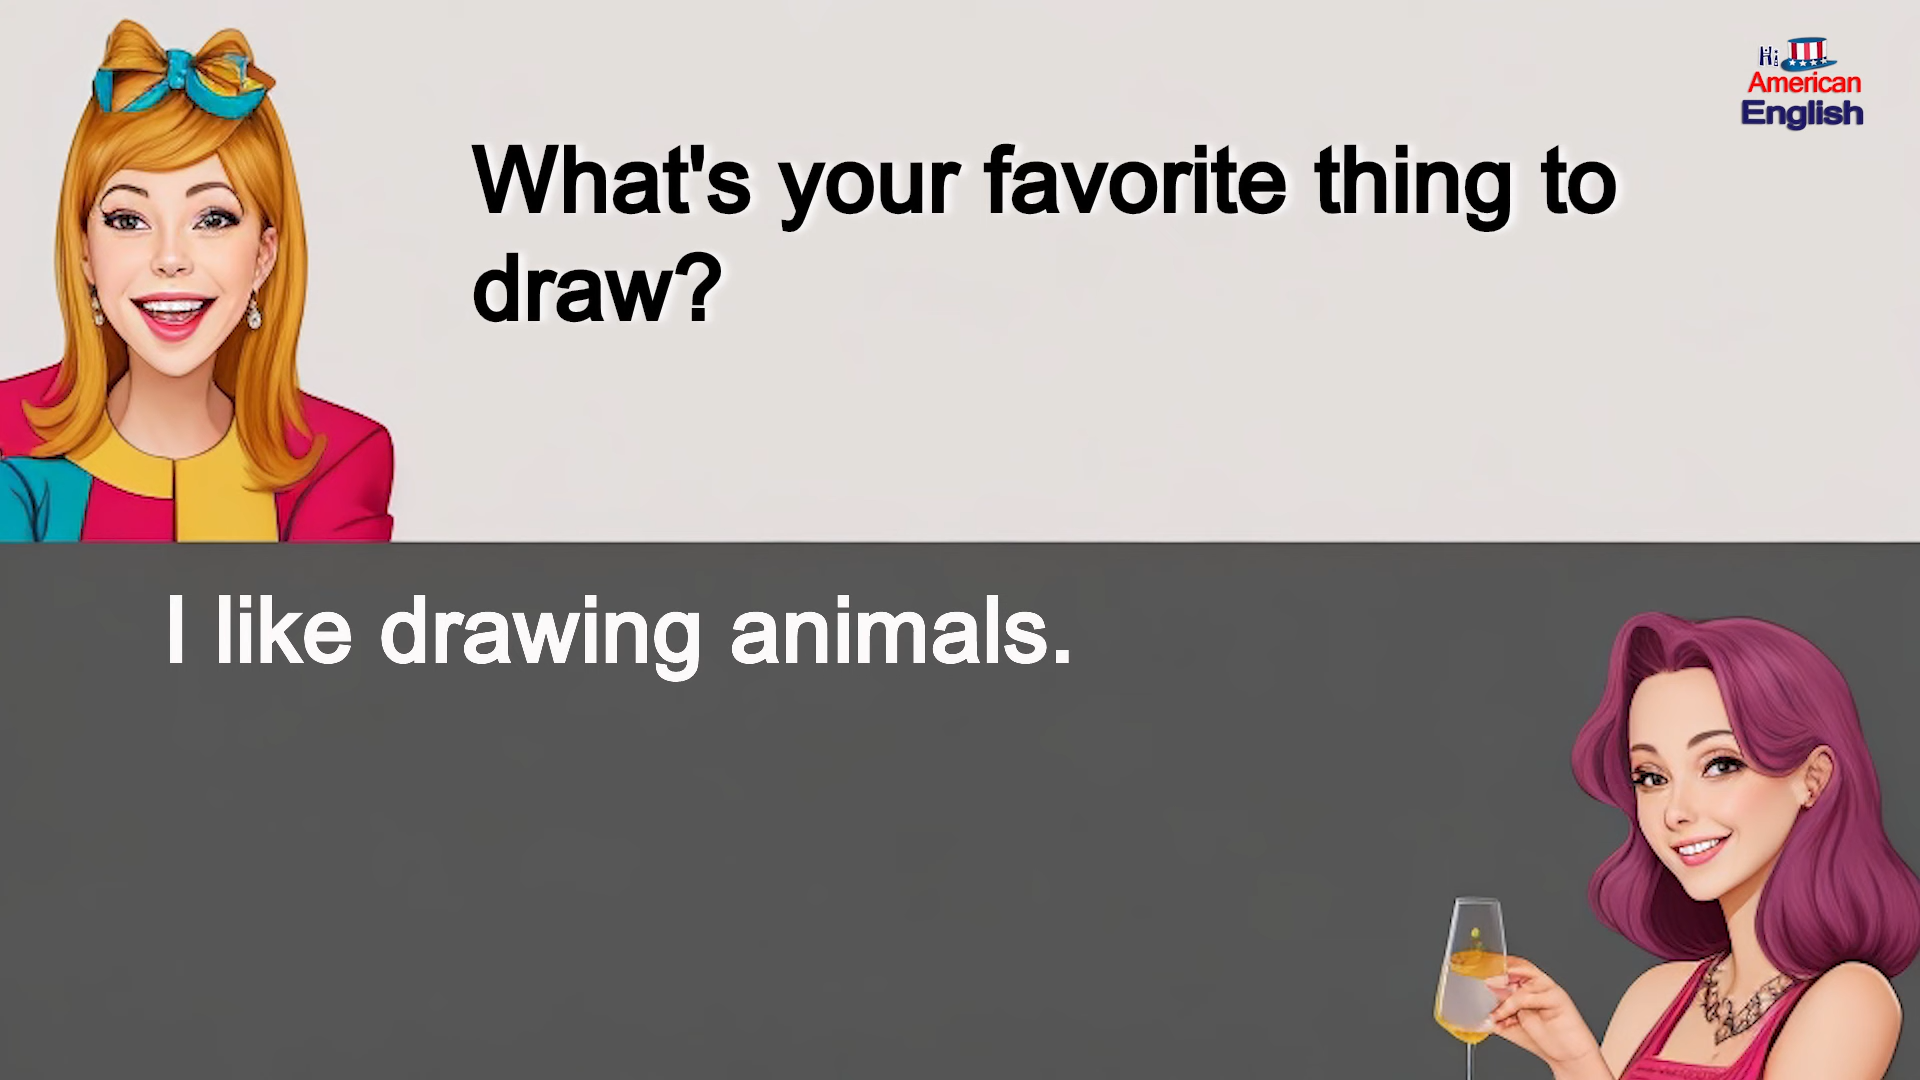 Hi
American
English
What's your favorite thing to
draw?
I like drawing animals.